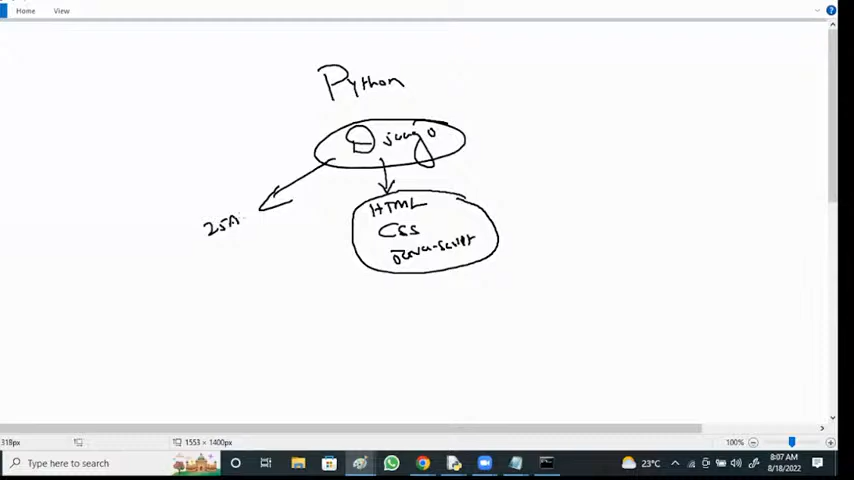 Home View
Python
Django
HTML
CSS
Java-script
318px
1553 × 1400px
100%
Type here to search
23°C
8:07 AM
8/18/2022